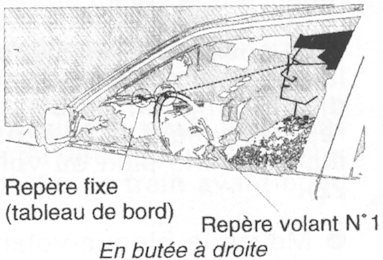 Repère fixe
(tableau de bord)
Repère volant N°1
En butée à droite